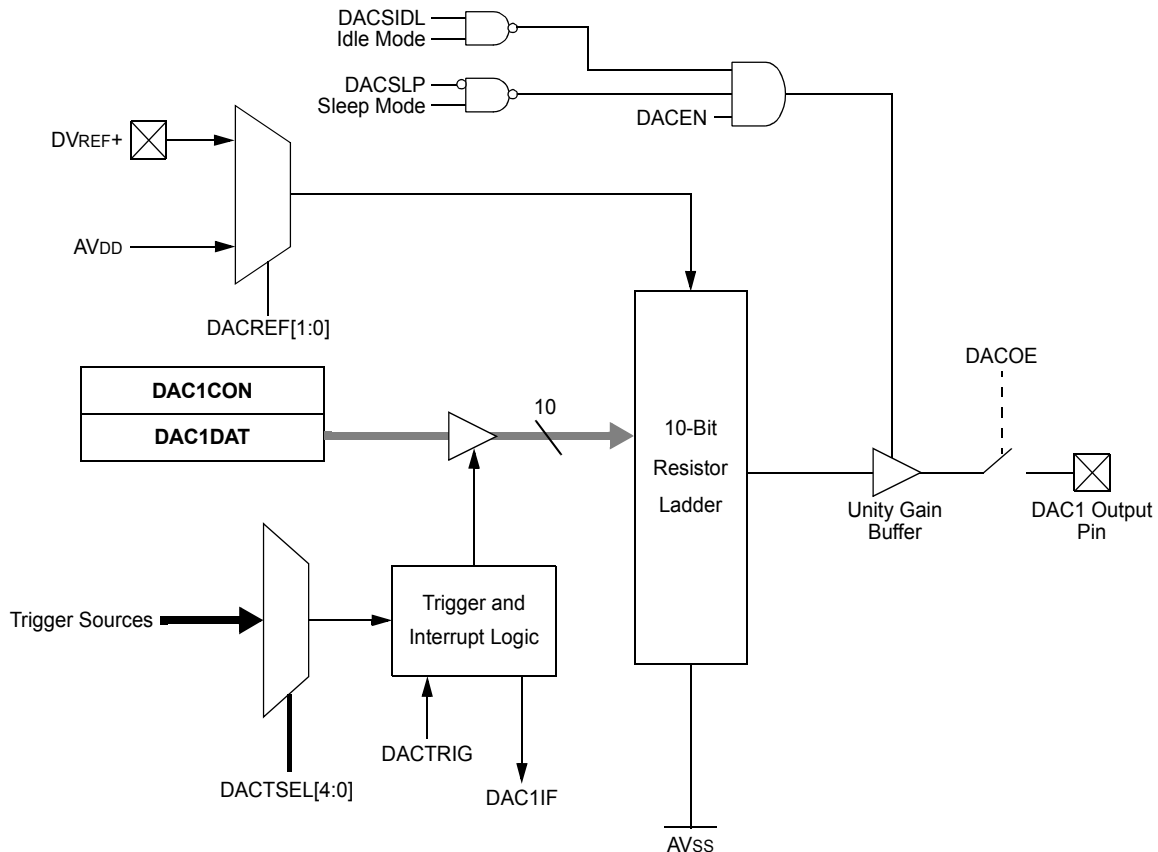 DACSIDL
Idle Mode
DACSLP
Sleep Mode
DACEN
DVREF+
AVDD
DACREF[1:0]
DACOE
DAC1CON
DAC1DAT
10
10-Bit
Resistor
Ladder
Unity Gain
Buffer
DAC1 Output
Pin
Trigger Sources
Trigger and
Interrupt Logic
DACTRIG
DACTSEL[4:0]
DAC1IF
AVSS